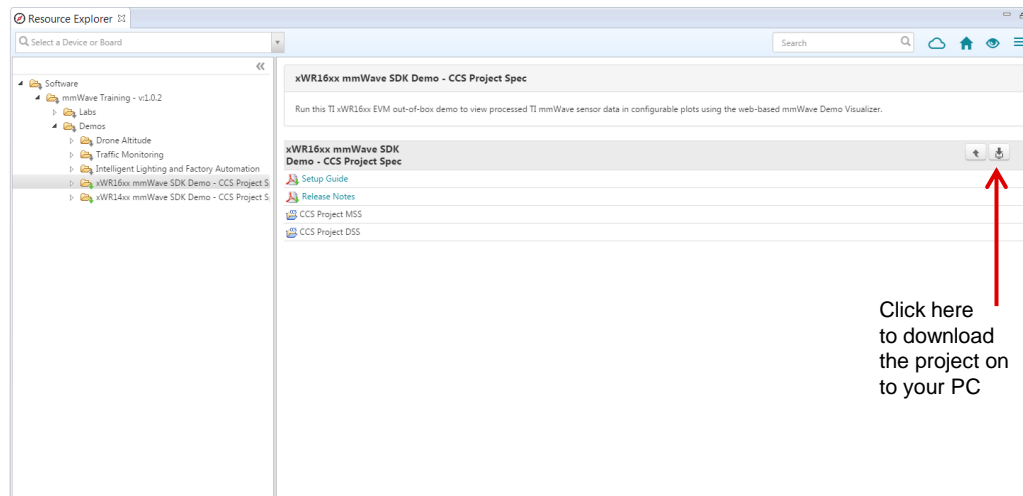 Resource Explorer
Select a Device or Board
Search
Software
mmWave Training - v:1.0.2
Labs
Demos
Drone Altitude
Traffic Monitoring
Intelligent Lighting and Factory Automation
xWR16xx mmWave SDK Demo - CCS Project S
xWR14xx mmWave SDK Demo - CCS Project S
xWR16xx mmWave SDK Demo - CCS Project Spec
Run this TI xWR16xx EVM out-of-box demo to view processed TI mmWave sensor data in configurable plots using the web-based mmWave Demo Visualizer.
xWR16xx mmWave SDK
Demo - CCS Project Spec
Setup Guide
Release Notes
CCS Project MSS
CCS Project DSS
Click here
to download
the project on
to your PC